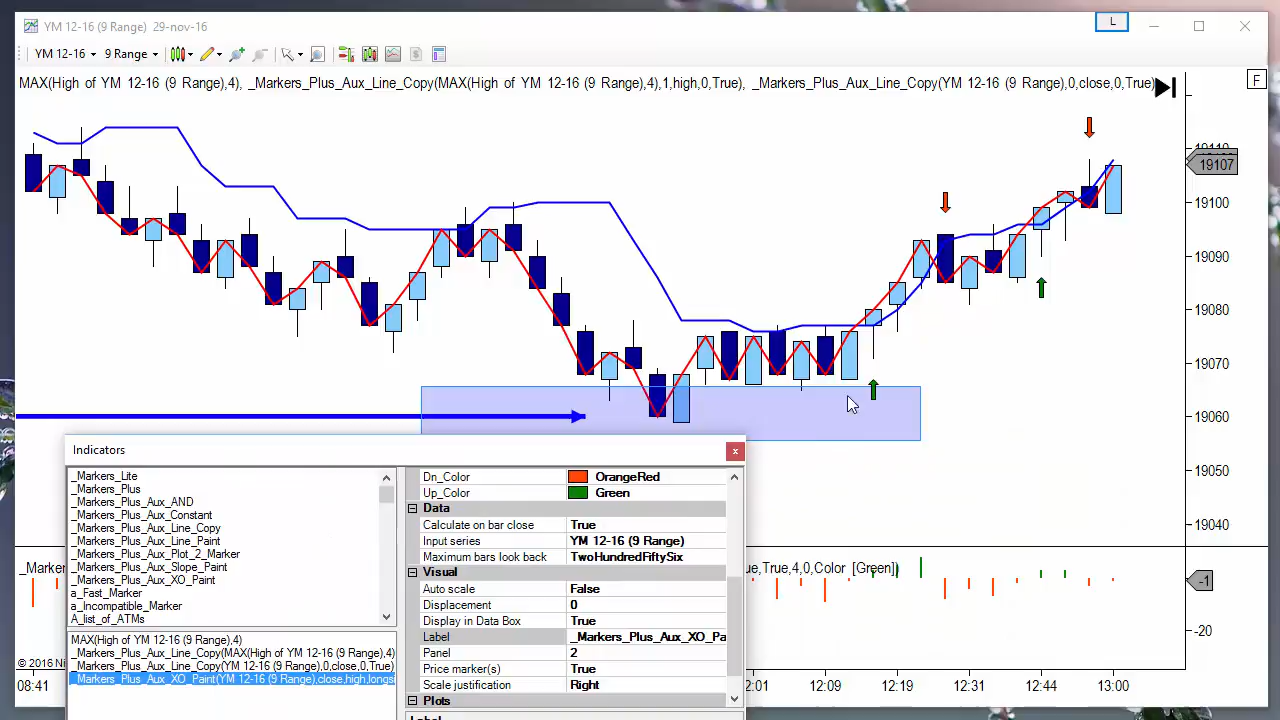 YM 12-16 (9 Range) 29-nov-16
L
YM 12-16
9 Range
MAX(High of YM 12-16 (9 Range),4), _Markers_Plus_Aux_Line_Copy(MAX(High of YM 12-16 (9 Range),4),1,high,0,True), _Markers_Plus_Aux_Line_Copy(YM 12-16 (9 Range),0,close,0,True)
F
19107
19100
19090
19080
19070
19060
19050
19040
Indicators
_Markers_Lite
_Markers_Plus
_Markers_Plus_Aux_AND
_Markers_Plus_Aux_Constant
_Markers_Plus_Aux_Line_Copy
_Markers_Plus_Aux_Line_Paint
_Markers_Plus_Aux_Plot_2_Marker
_Markers_Plus_Aux_Slope_Paint
_Markers_Plus_Aux_XO_Paint
a_Fast_Marker
a_Incompatible_Marker
A_list_of_ATMs
MAX(High of YM 12-16 (9 Range),4)
_Markers_Plus_Aux_Line_Copy(MAX(High of YM 12-16 (9 Range),4)
_Markers_Plus_Aux_Line_Copy(YM 12-16 (9 Range),0,close,0,True)
_Markers_Plus_Aux_XO_Paint(YM 12-16 (9 Range),close,high,longsi
Dn_Color OrangeRed
Up_Color Green
Data
Calculate on bar close True
Input series YM 12-16 (9 Range)
Maximum bars look back TwoHundredFiftySix
Visual
Auto scale False
Displacement 0
Display in Data Box True
Label _Markers_Plus_Aux_XO_Pa
Panel 2
Price marker(s) True
Scale justification Right
Plots
_Marker
ue,True,4,0,Color [Green])
-1
-20
© 2016 Ni
08:41
2:01 12:09 12:19 12:31 12:44 13:00